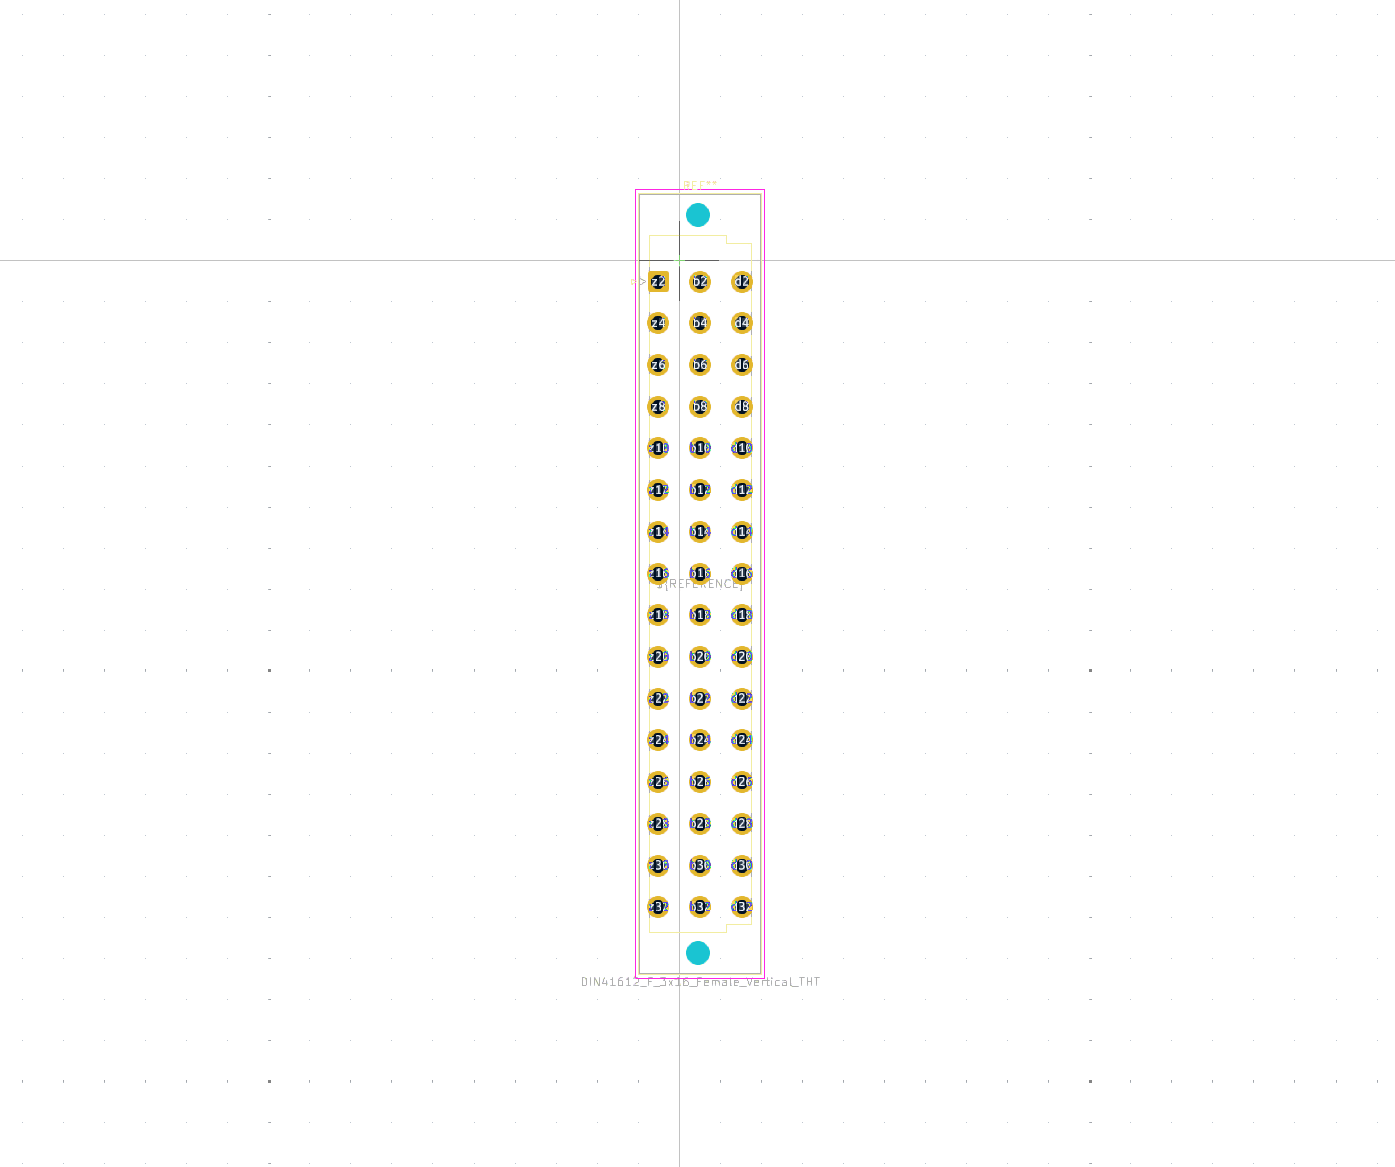 REF**
z2 b2 d2
z4 b4 d4
z6 b6 d6
z8 b8 d8
z10 b10 d10
z12 b12 d12
z14 b14 d14
z16 b16 d16
${REFERENCE}
z18 b18 d18
z20 b20 d20
z22 b22 d22
z24 b24 d24
z26 b26 d26
z28 b28 d28
z30 b30 d30
z32 b32 d32
DIN41612_F_3x16_Female_Vertical_THT